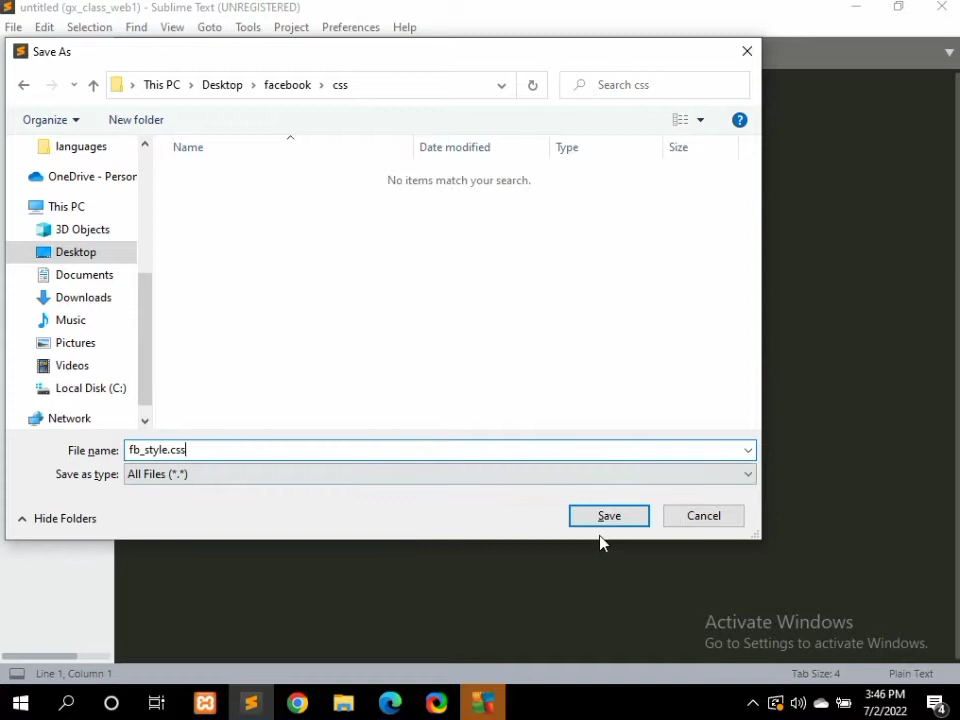 untitled (gx_class_web1) - Sublime Text (UNREGISTERED)
File Edit Selection Find View Goto Tools Project Preferences Help
Save As
This PC > Desktop > facebook > css
Search css
Organize New folder
Name Date modified Type Size
No items match your search.
languages
OneDrive - Person
This PC
3D Objects
Desktop
Documents
Downloads
Music
Pictures
Videos
Local Disk (C:)
Network
File name: fb_style.css
Save as type: All Files (*.*)
Hide Folders
Save Cancel
Activate Windows
Go to Settings to activate Windows.
Line 1, Column 1 Tab Size: 4 Plain Text
3:46 PM
7/2/2022
4